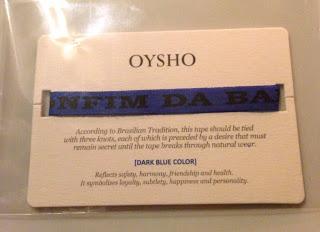 OYSHO
ONFIM DA BA
According to Brazilian Tradition, this tape should be tied
with three knots, each of which is preceded by a desire that must
remain secret until the tape breaks through natural wear.
[DARK BLUE COLOR]
Reflects safety, harmony, friendship and health.
It symbolises loyalty, subtlety, happiness and personality.